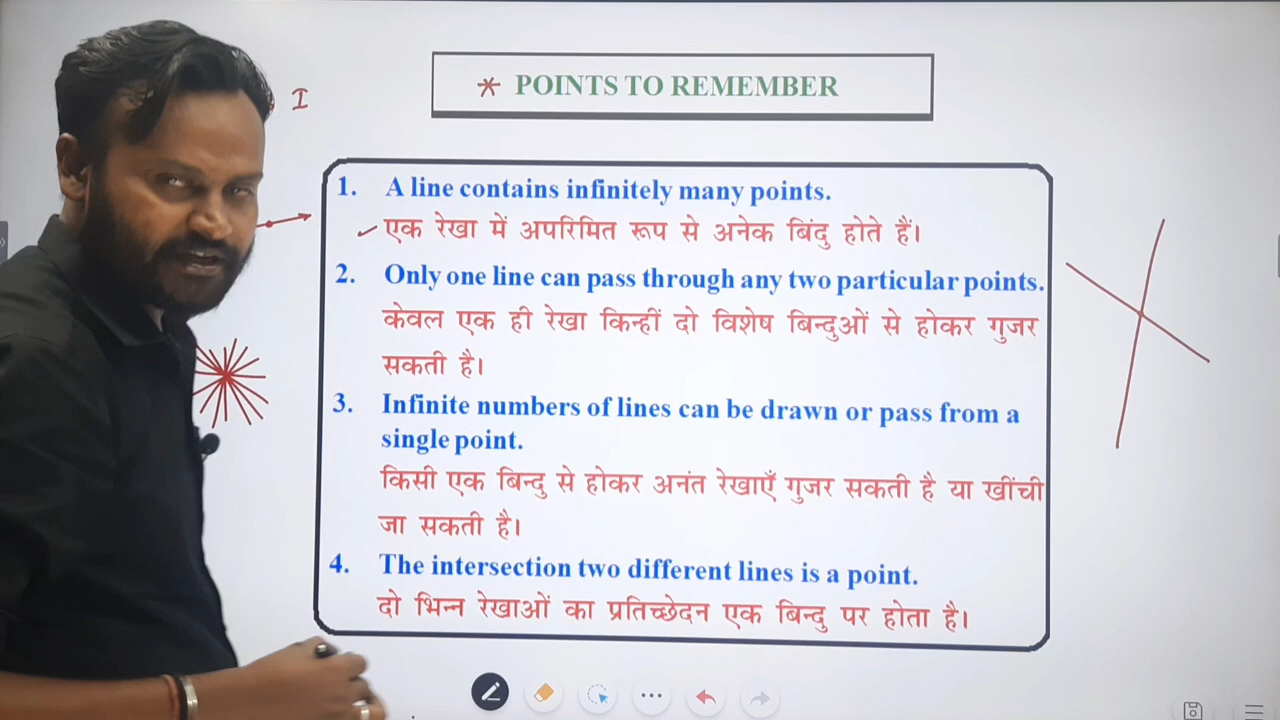 I
* POINTS TO REMEMBER
1. A line contains infinitely many points.
एक रेखा में अपरिमित रूप से अनेक बिंदु होते हैं।
2. Only one line can pass through any two particular points.
केवल एक ही रेखा किन्हीं दो विशेष बिन्दुओं से होकर गुजर
सकती है।
3. Infinite numbers of lines can be drawn or pass from a
single point.
किसी एक बिन्दु से होकर अनंत रेखाएँ गुजर सकती है या खींची
जा सकती है।
4. The intersection two different lines is a point.
दो भिन्न रेखाओं का प्रतिच्छेदन एक बिन्दु पर होता है।